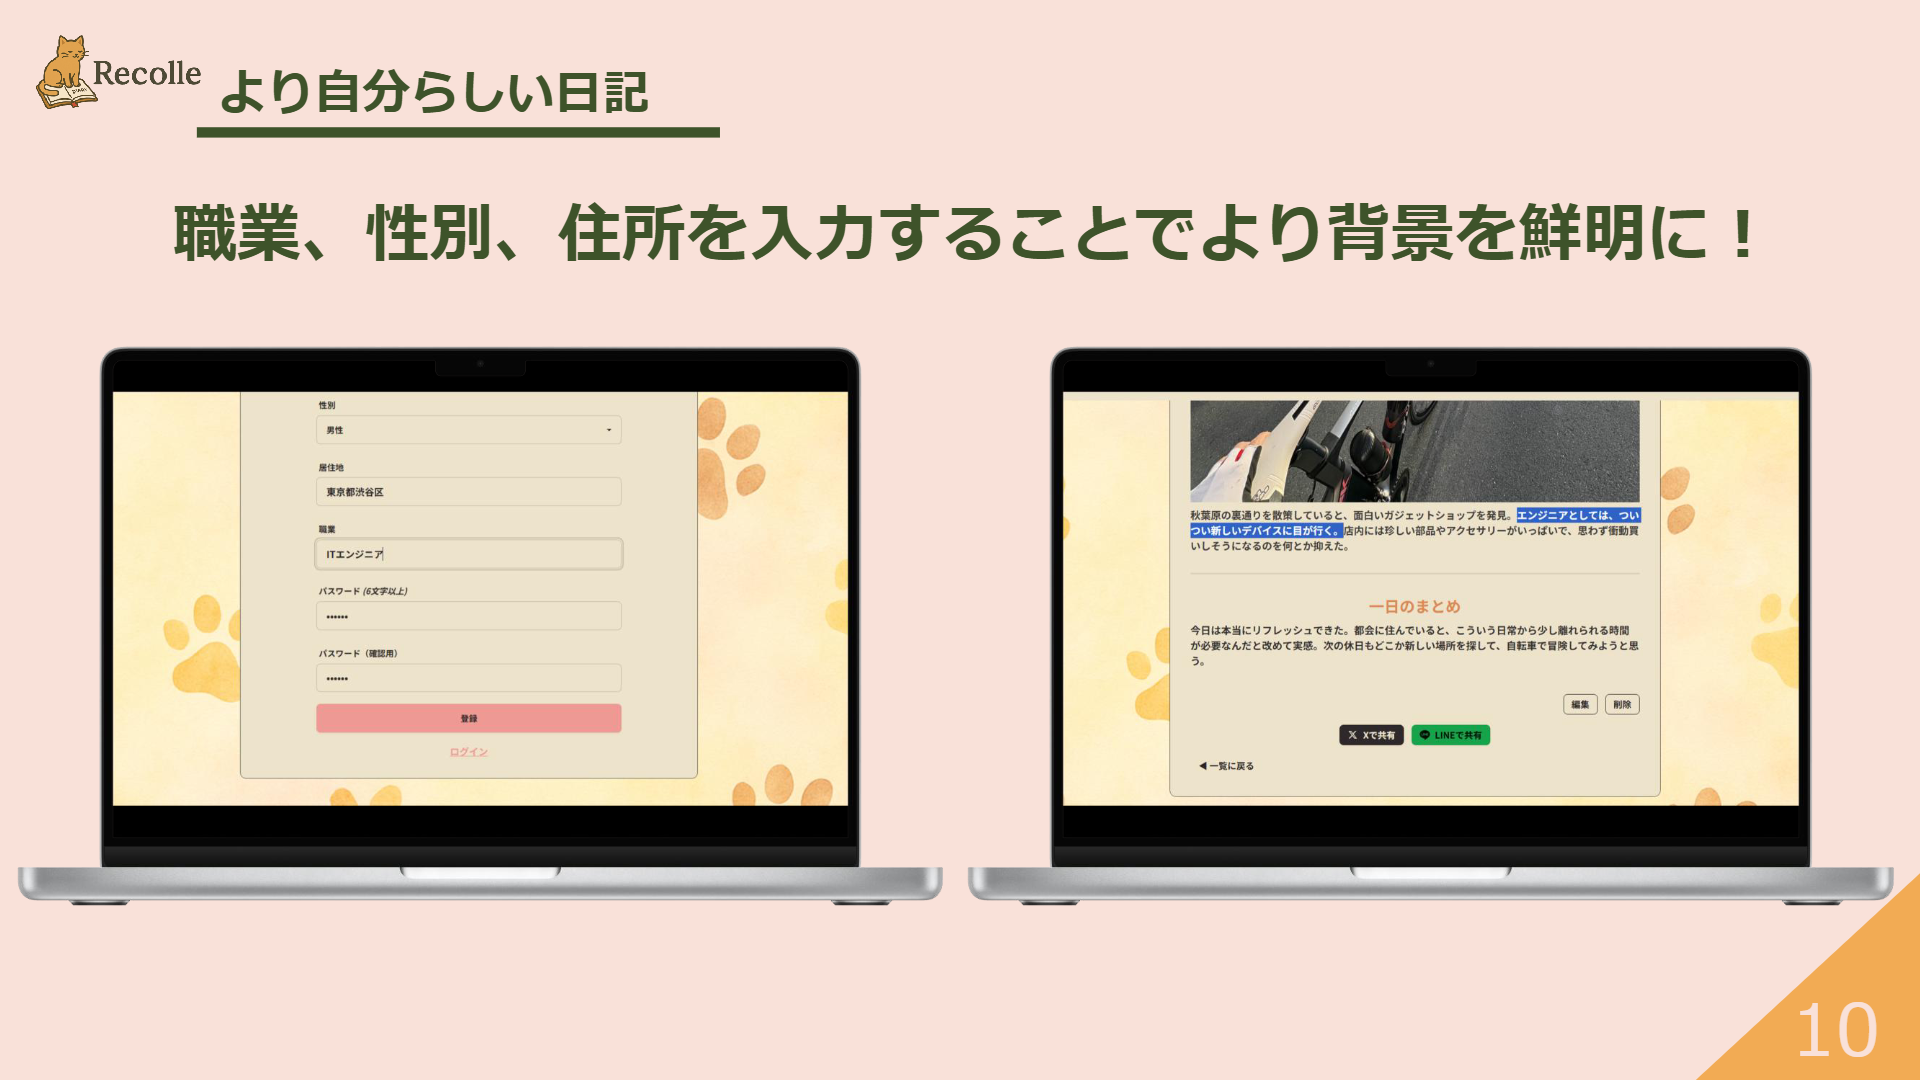 Recolle
より自分らしい日記
職業、性別、住所を入力することでより背景を鮮明に！
性別
男性
居住地
東京都渋谷区
職業
ITエンジニア
パスワード (6文字以上)
••••••
パスワード（確認用）
••••••
登録
ログイン
秋葉原の裏通りを散策していると、面白いガジェットショップを発見。エンジニアとしては、つい
つい新しいデバイスに目が行く。店内には珍しい部品やアクセサリーがいっぱいで、思わず衝動買
いしそうになるのを何とか抑えた。
一日のまとめ
今日は本当にリフレッシュできた。都会に住んでいると、こういう日常から少し離れられる時間
が必要なんだと改めて実感。次の休日もどこか新しい場所を探して、自転車で冒険してみようと思
う。
編集 削除
Xで共有 LINEで共有
◀ 一覧に戻る
10